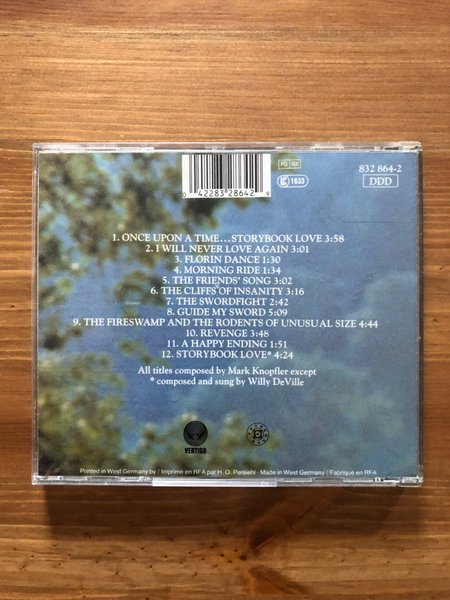 PG 900
LC 1633
832 864-2
DDD
0 42283 28642 9
1. ONCE UPON A TIME...STORYBOOK LOVE 3:58
2. I WILL NEVER LOVE AGAIN 3:01
3. FLORIN DANCE 1:30
4. MORNING RIDE 1:34
5. THE FRIENDS' SONG 3:02
6. THE CLIFFS OF INSANITY 3:16
7. THE SWORDFIGHT 2:42
8. GUIDE MY SWORD 5:09
9. THE FIRESWAMP AND THE RODENTS OF UNUSUAL SIZE 4:44
10. REVENGE 3:48
11. A HAPPY ENDING 1:51
12. STORYBOOK LOVE* 4:24
All titles composed by Mark Knopfler except
* composed and sung by Willy DeVille
VERTIGO
Printed in West Germany by / Imprimé en RFA par H. O. Persiehl · Made in West Germany / Fabriqué en RFA